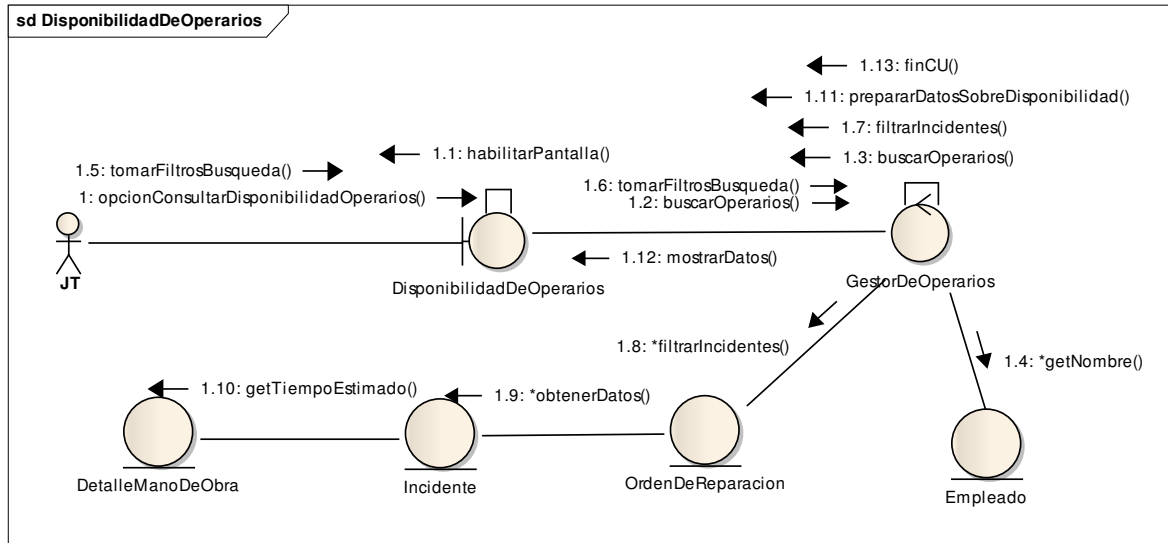 sd DisponibilidadDeOperarios
1.13: finCU()
1.11: prepararDatosSobreDisponibilidad()
1.7: filtrarIncidentes()
1.1: habilitarPantalla()
1.3: buscarOperarios()
1.5: tomarFiltrosBusqueda()
1.6: tomarFiltrosBusqueda()
1: opcionConsultarDisponibilidadOperarios()
1.2: buscarOperarios()
1.12: mostrarDatos()
JT
DisponibilidadDeOperarios
GestorDeOperarios
1.8: *filtrarIncidentes()
1.4: *getNombre()
1.10: getTiempoEstimado()
1.9: *obtenerDatos()
DetalleManoDeObra
Incidente
OrdenDeReparacion
Empleado